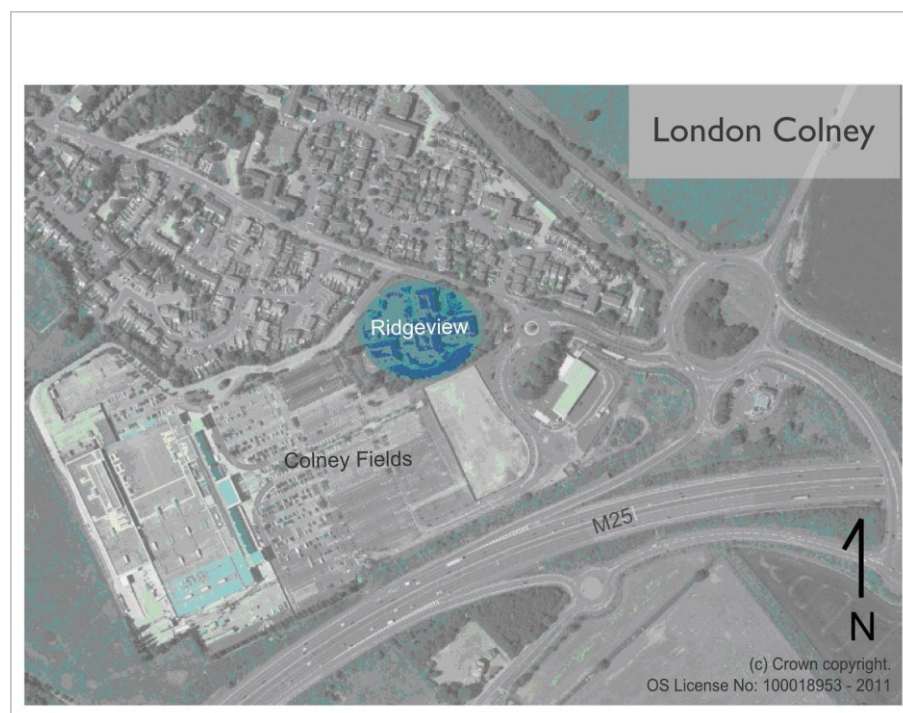 London Colney
Ridgeview
Colney Fields
M25
N
(c) Crown copyright.
OS License No: 100018953 - 2011